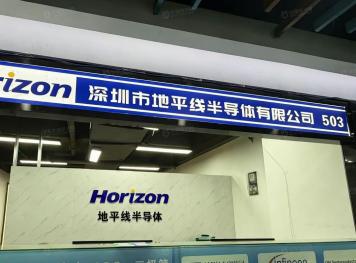 rizon 深圳市地平线半导体有限公司 503
Horizon
地平线半导体
infineon